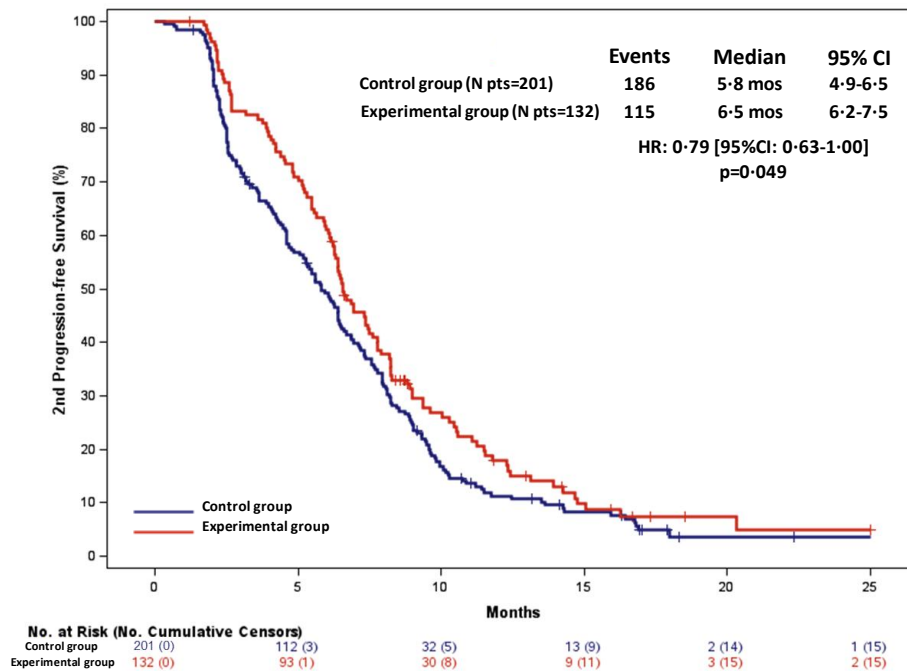 Events Median 95% CI
Control group (N pts=201) 186 5·8 mos 4·9-6·5
Experimental group (N pts=132) 115 6·5 mos 6·2-7·5
HR: 0·79 [95%CI: 0·63-1·00]
p=0·049
2nd Progression-free Survival (%)
100
90
80
70
60
50
40
30
20
10
0
Control group
Experimental group
0 5 10 15 20 25
Months
No. at Risk (No. Cumulative Censors)
Control group 201 (0) 112 (3) 32 (5) 13 (9) 2 (14) 1 (15)
Experimental group 132 (0) 93 (1) 30 (8) 9 (11) 3 (15) 2 (15)